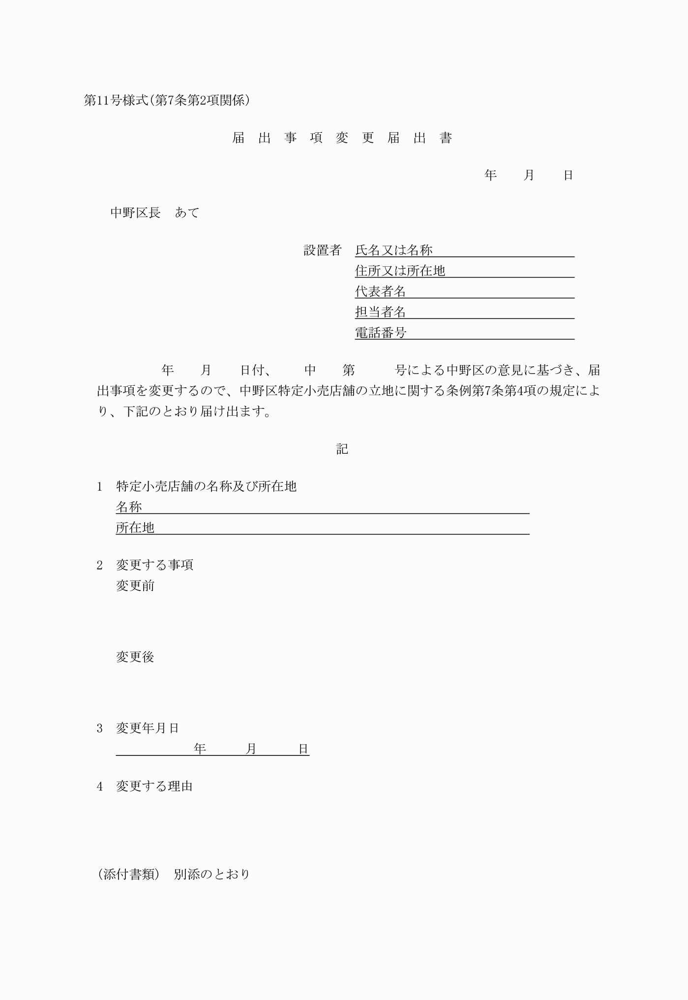 第11号様式(第7条第2項関係)
届　出　事　項　変　更　届　出　書
年　　月　　日
中野区長　あて
設置者　氏名又は名称
住所又は所在地
代表者名
担当者名
電話番号
年　　月　　日付、　　中　　第　　　号による中野区の意見に基づき、届
出事項を変更するので、中野区特定小売店舗の立地に関する条例第7条第4項の規定によ
り、下記のとおり届け出ます。
記
1　特定小売店舗の名称及び所在地
名称
所在地
2　変更する事項
変更前
変更後
3　変更年月日
年　　　月　　　日
4　変更する理由
(添付書類)　別添のとおり